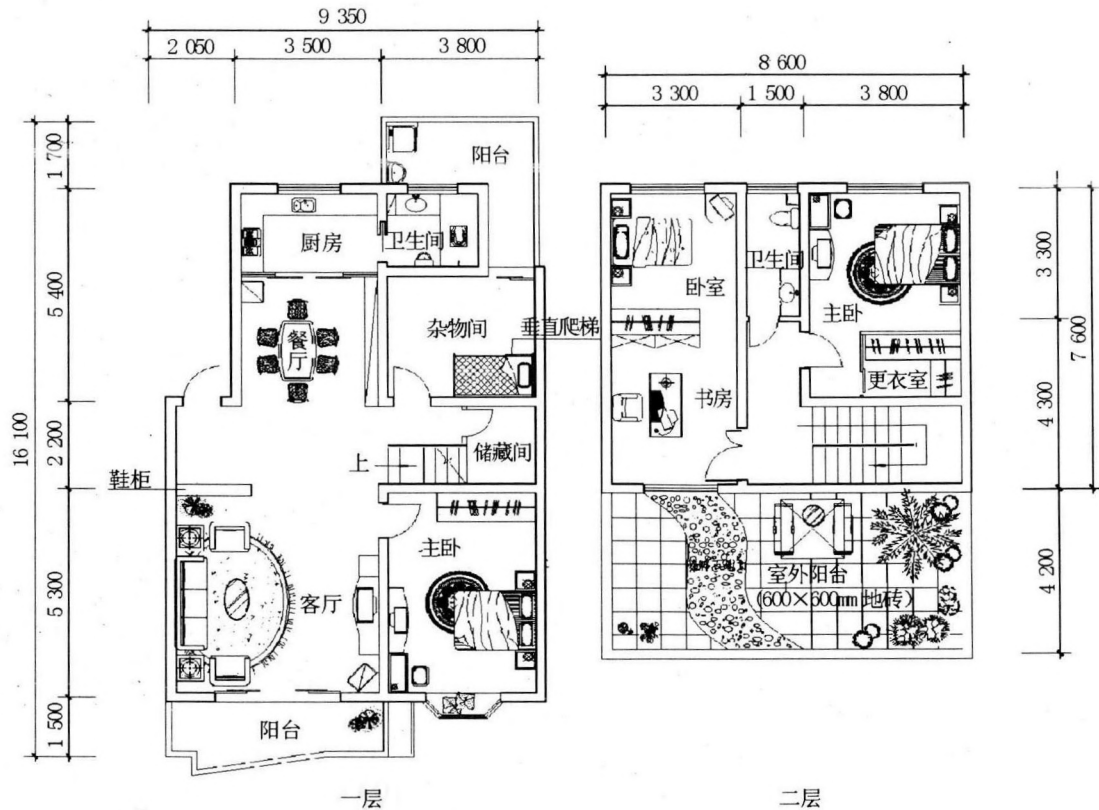 9 350
2 050
3 500
3 800
16 100
1 700
5 400
2 200
5 300
1 500
阳台
厨房
卫生间
餐厅
杂物间
垂直爬梯
储藏间
上
鞋柜
主卧
客厅
阳台
一层
8 600
3 300
1 500
3 800
卧室
卫生间
主卧
更衣室
书房
室外阳台
(600×600mm 地砖)
3 300
4 300
7 600
4 200
二层